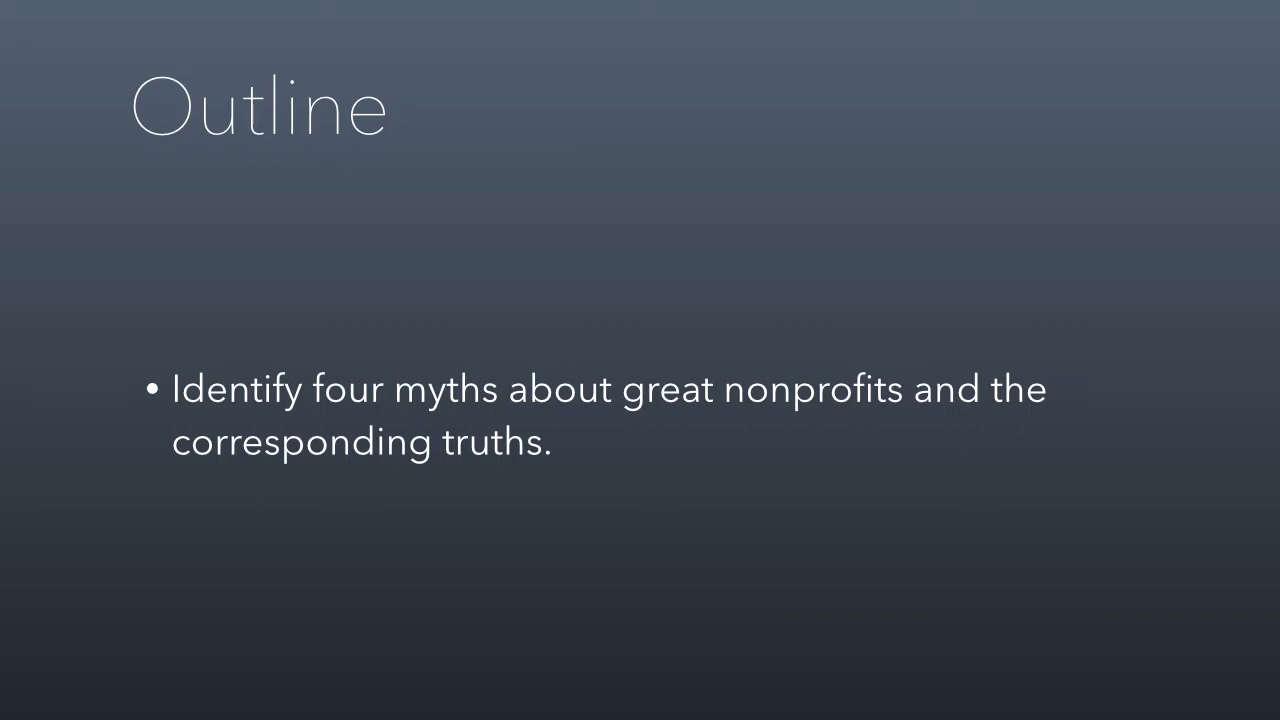 Outline
• Identify four myths about great nonprofits and the
corresponding truths.